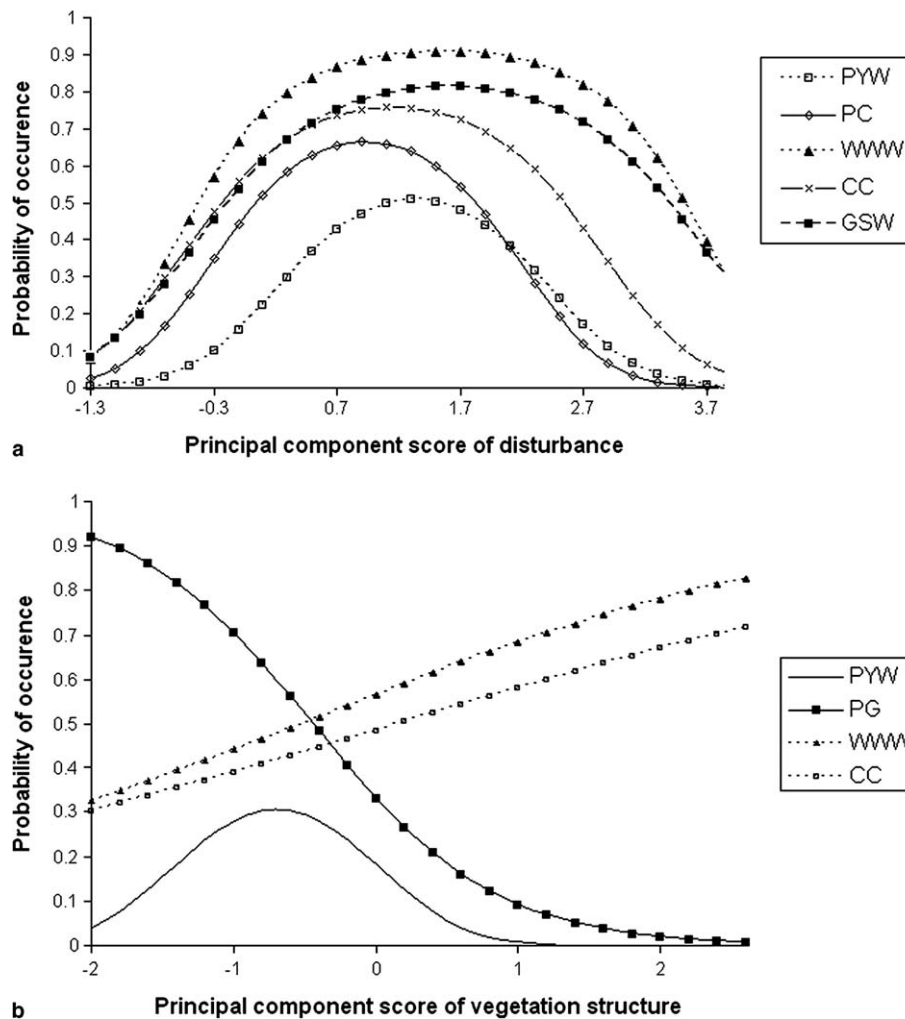 1
0.9
0.8
0.7
0.6
0.5
0.4
0.3
0.2
0.1
0
Probability of occurence
-1.3
-0.3
0.7
1.7
2.7
3.7
Principal component score of disturbance
a
PYW
PC
WWW
CC
GSW
1
0.9
0.8
0.7
0.6
0.5
0.4
0.3
0.2
0.1
0
Probability of occurence
-2
-1
0
1
2
Principal component score of vegetation structure
b
PYW
PG
WWW
CC